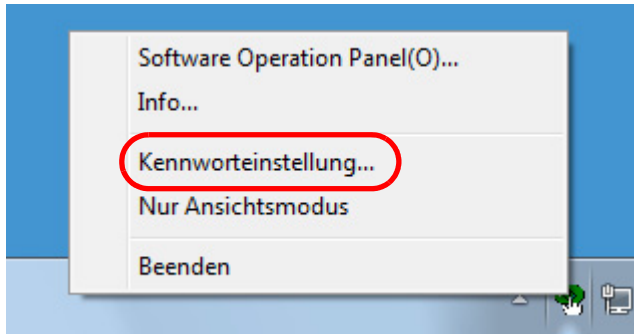 Software Operation Panel(O)...
Info...
Kennworteinstellung...
Nur Ansichtsmodus
Beenden